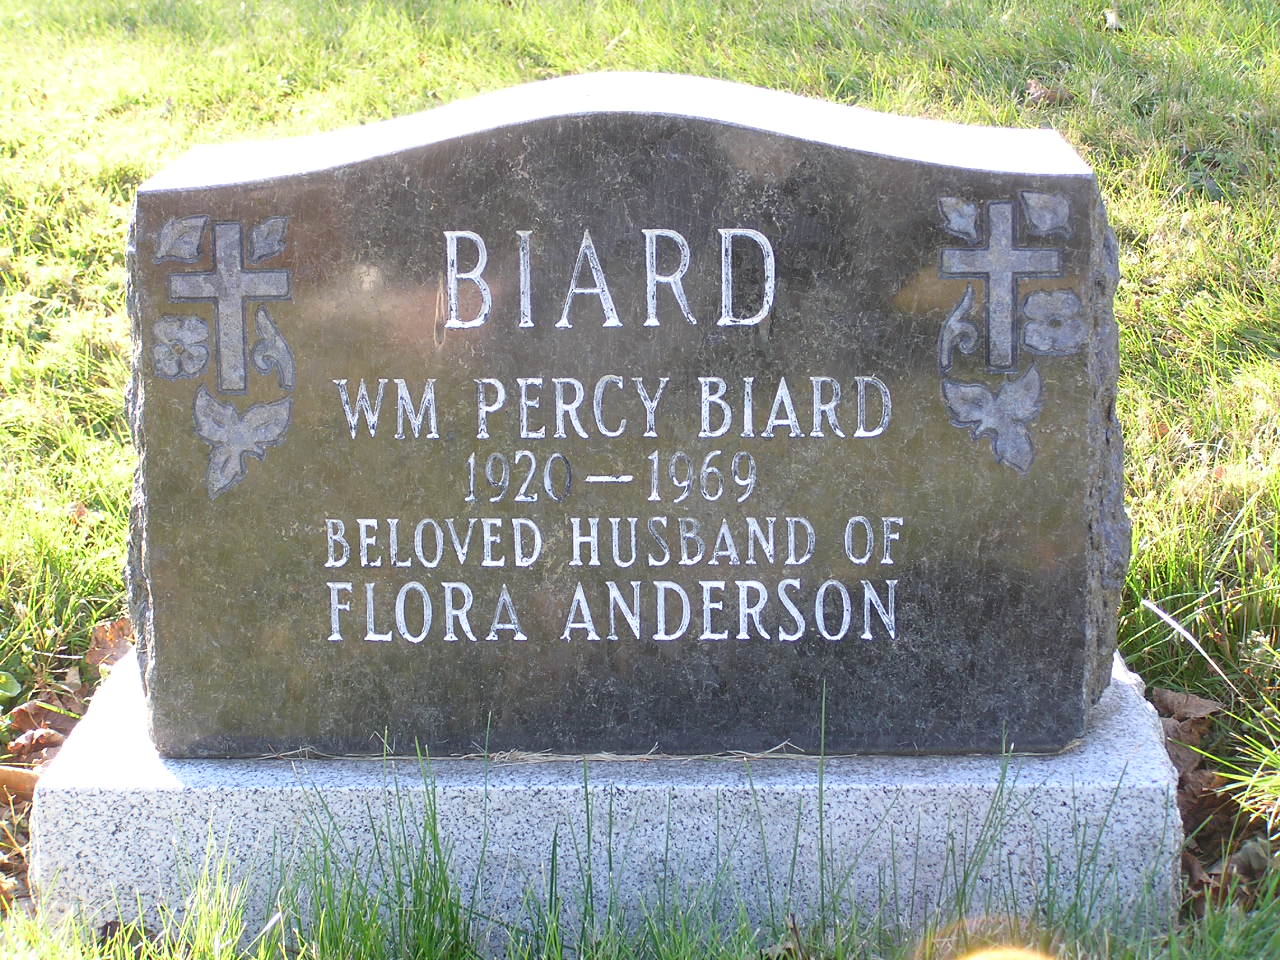 BIARD
WM PERCY BIARD
1920 — 1969
BELOVED HUSBAND OF
FLORA ANDERSON